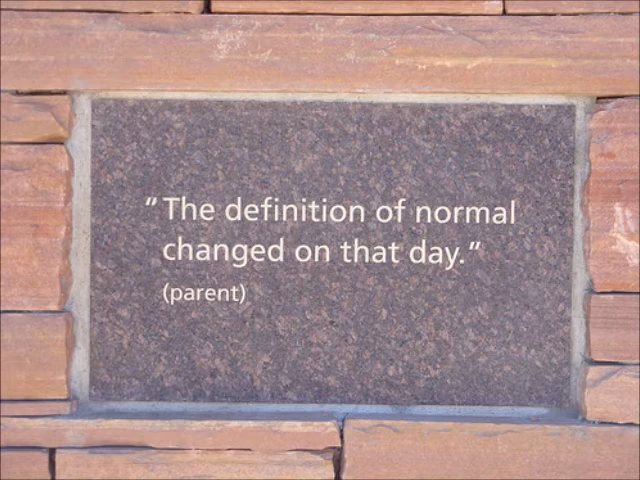 "The definition of normal
changed on that day."
(parent)